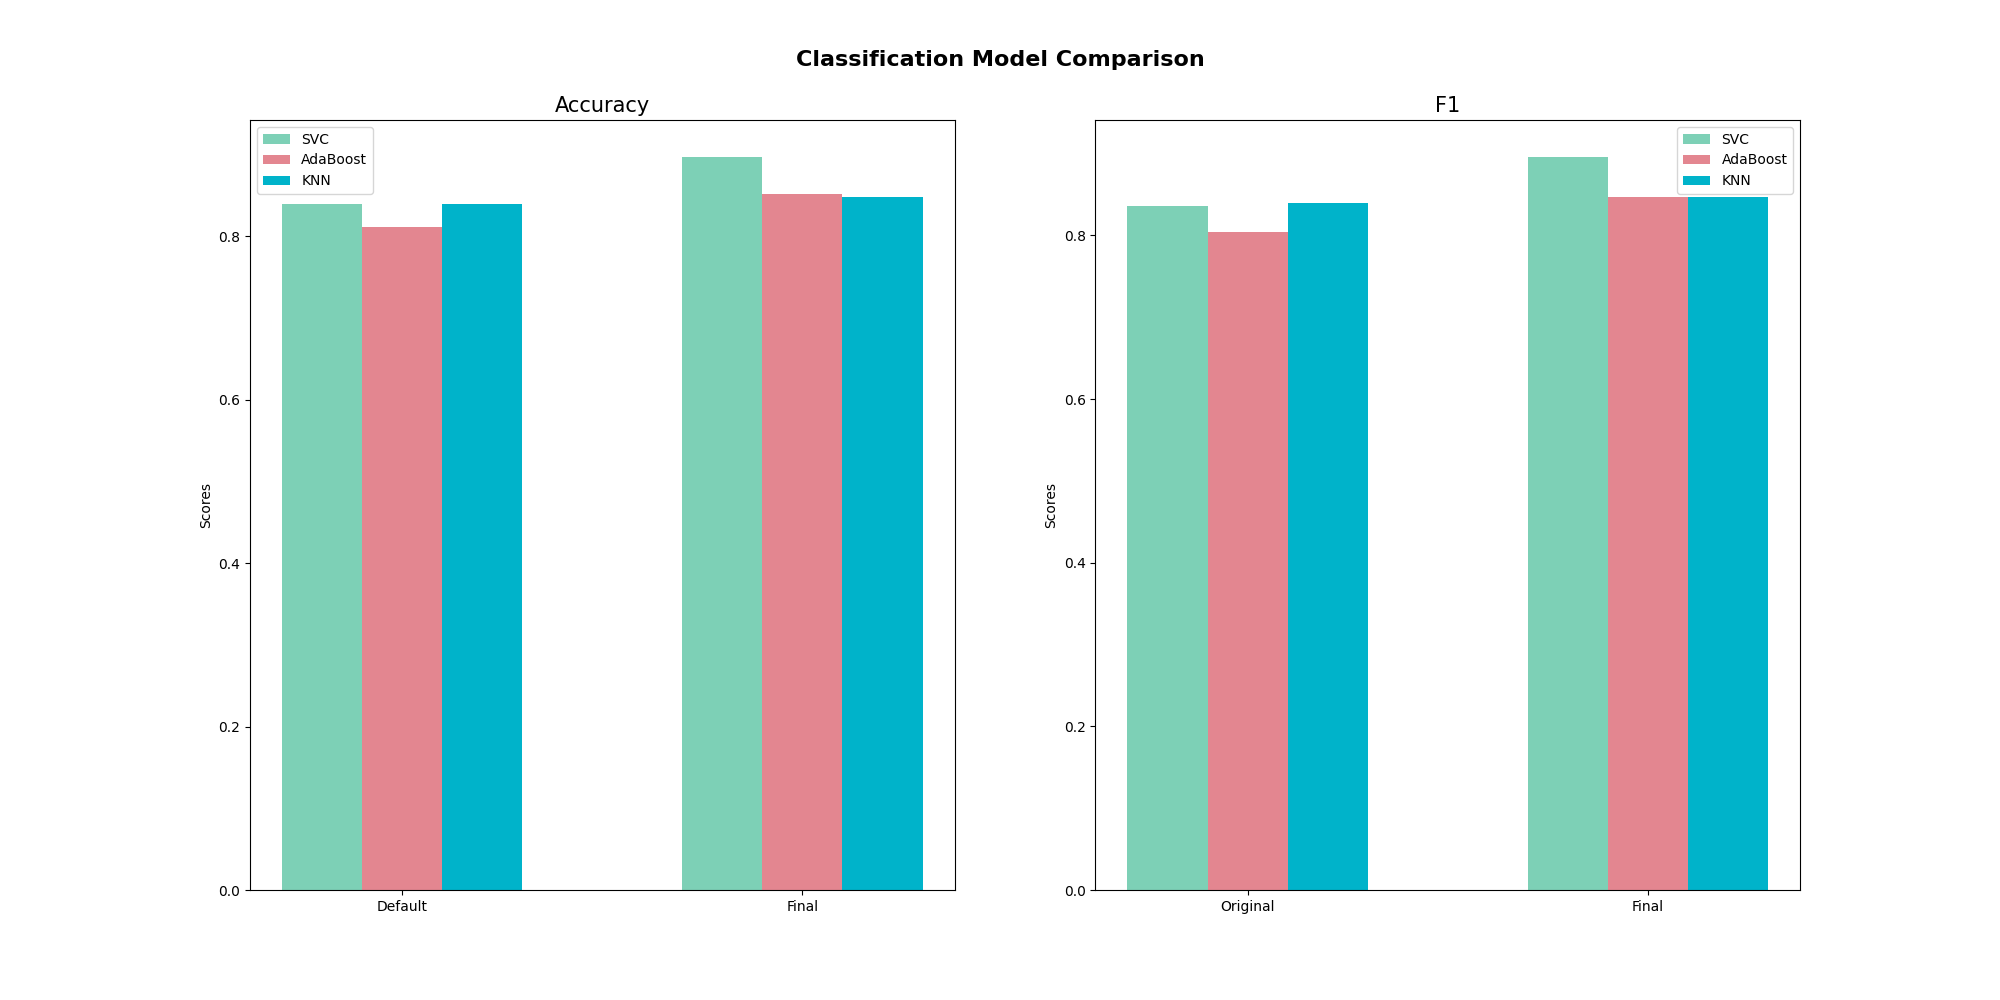 Classification Model Comparison
Accuracy
SVC
AdaBoost
KNN
0.8
0.6
0.4
0.2
0.0
Scores
Default
Final
F1
SVC
AdaBoost
KNN
0.8
0.6
0.4
0.2
0.0
Scores
Original
Final